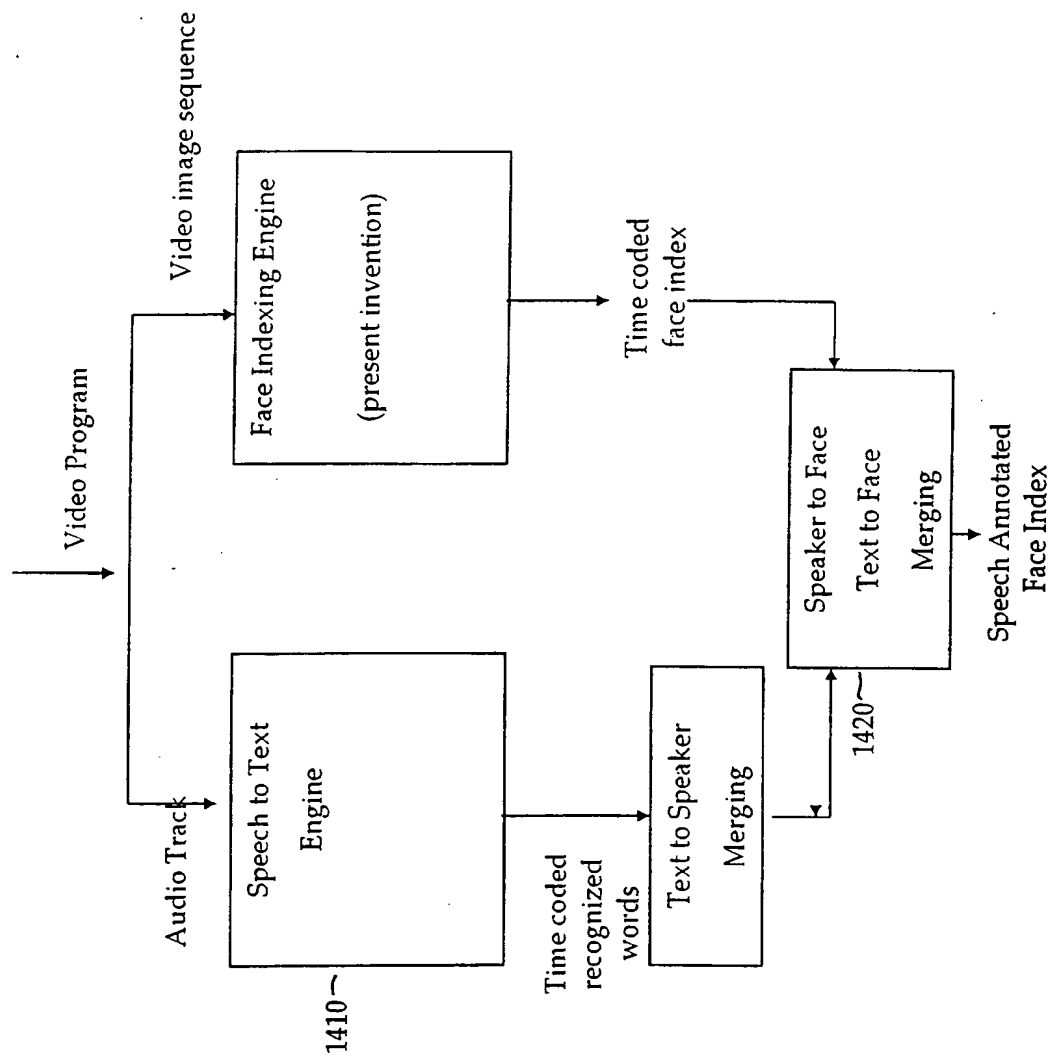 Video Program
Audio Track
Video image sequence
Speech to Text
Engine
1410
Face Indexing Engine
(present invention)
Time coded
recognized
words
Time coded
face index
Text to Speaker
Merging
Speaker to Face
Text to Face
Merging
1420
Speech Annotated
Face Index